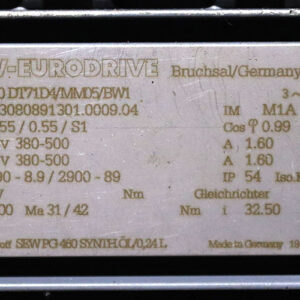 -EURODRIVE Bruchsal/Germany
0 DT71D4/MM05/BW1 3~
3080891301.0009.04 IM M1A
55 / 0.55 / S1 Cos φ 0.99
V 380-500 A 1.60
V 380-500 A 1.60
90 - 8.9 / 2900 - 89 IP 54 Iso.K
V Nm Gleichrichter
00 Ma 31 / 42 Nm i 32.50
off SEW PG 460 SYNTH.ÖL/0,24 L Made in Germany 18